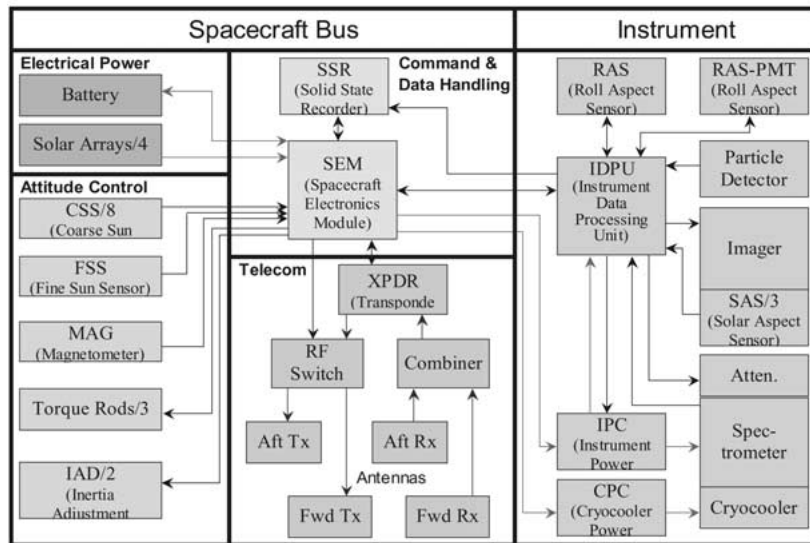 Spacecraft Bus
Instrument
Electrical Power
Battery
Solar Arrays/4
Attitude Control
CSS/8
(Coarse Sun
FSS
(Fine Sun Sensor)
MAG
(Magnetometer)
Torque Rods/3
IAD/2
(Inertia
Adjustment
Command &
Data Handling
SSR
(Solid State
Recorder)
SEM
(Spacecraft
Electronics
Module)
Telecom
XPDR
(Transponde
RF
Switch
Combiner
Aft Tx
Aft Rx
Antennas
Fwd Tx
Fwd Rx
RAS
(Roll Aspect
Sensor)
RAS-PMT
(Roll Aspect
Sensor)
IDPU
(Instrument
Data
Processing
Unit)
Particle
Detector
Imager
SAS/3
(Solar Aspect
Sensor)
Atten.
IPC
(Instrument
Power
Spec-
trometer
CPC
(Cryocooler
Power
Cryocooler